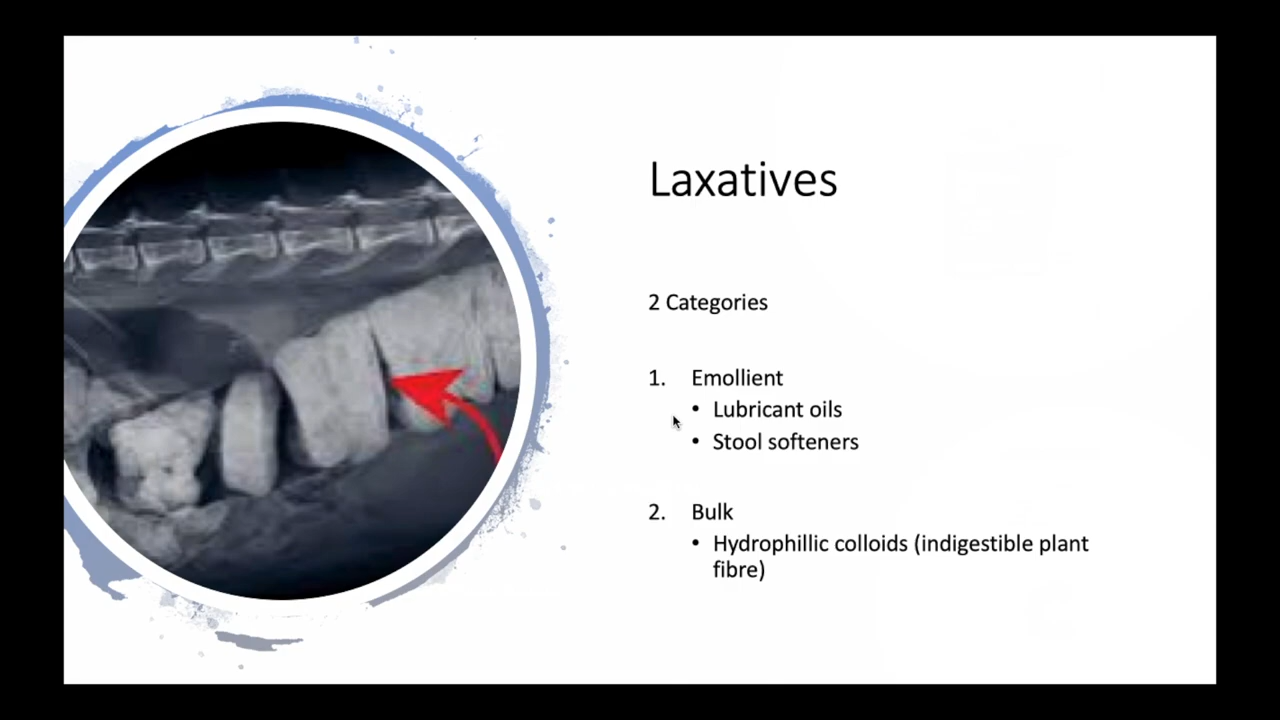 Laxatives
2 Categories
1. Emollient
• Lubricant oils
• Stool softeners
2. Bulk
• Hydrophillic colloids (indigestible plant
fibre)